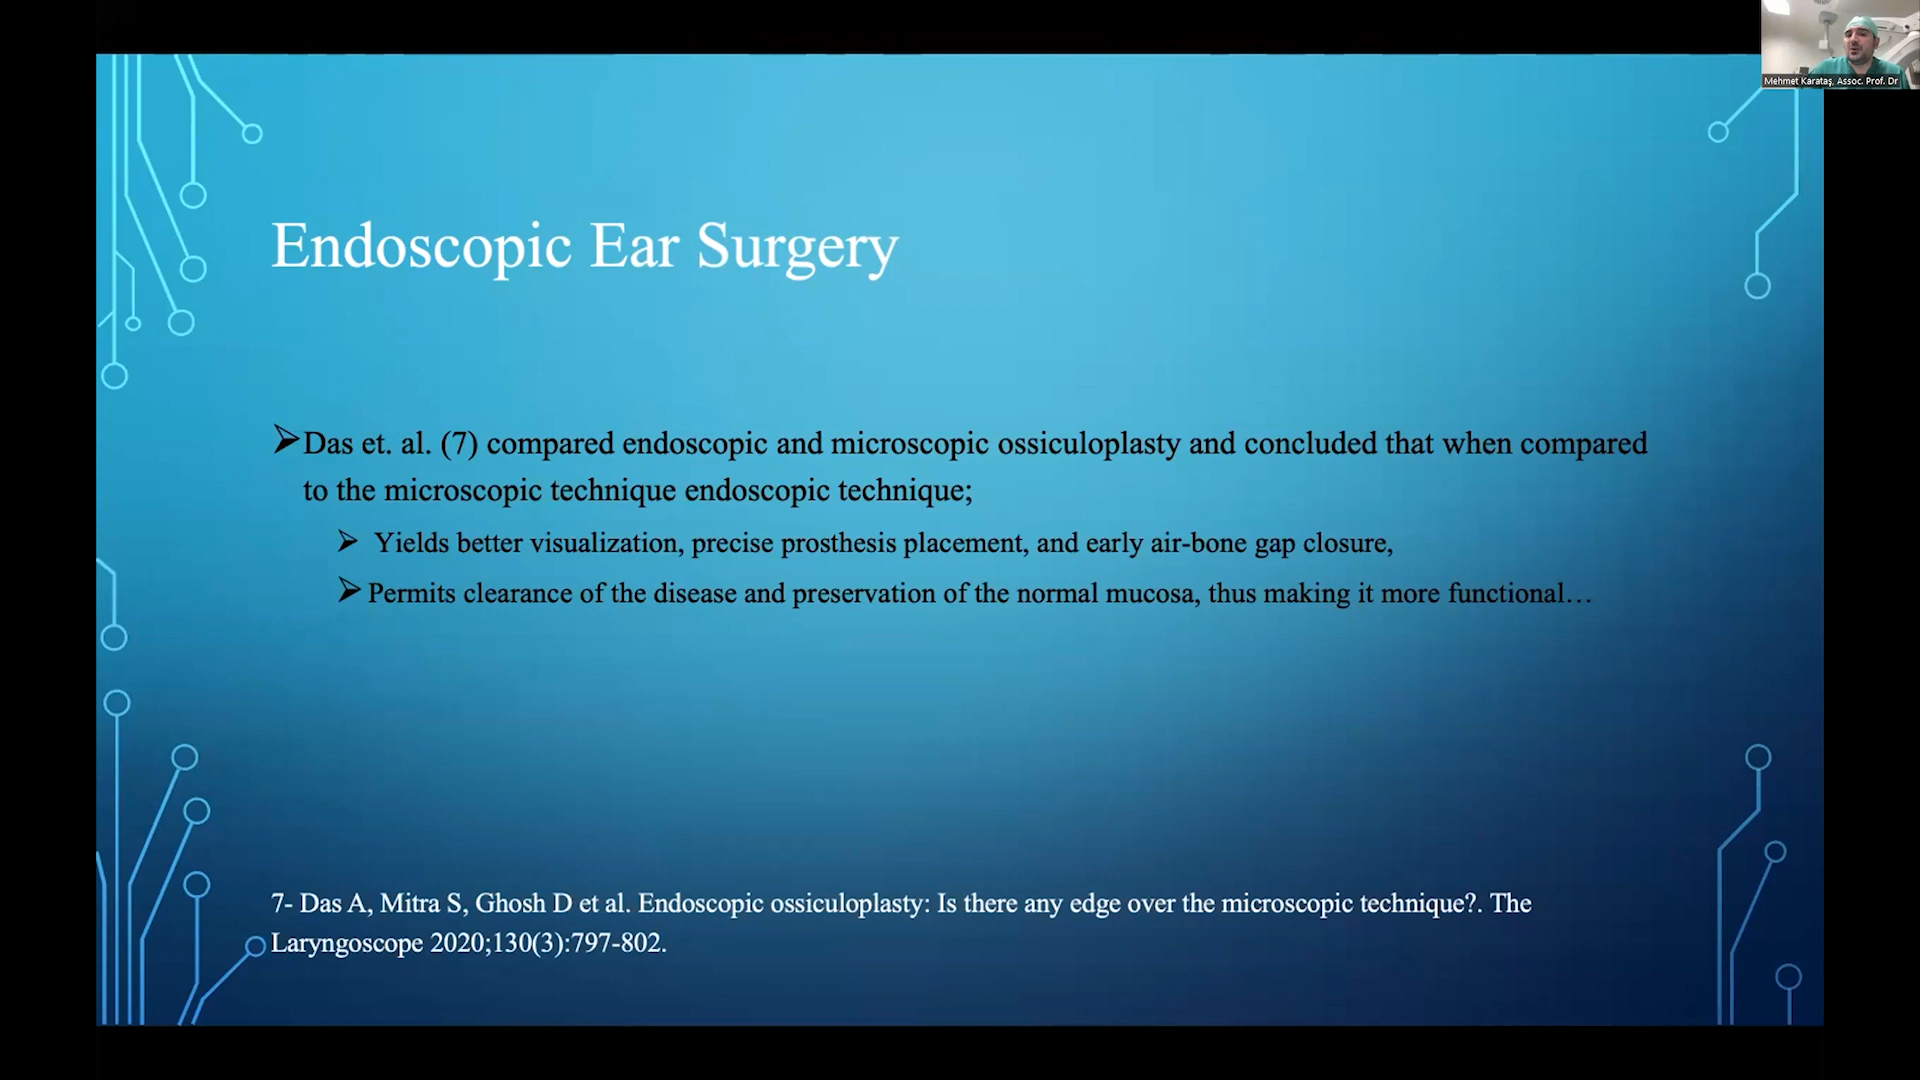 Mehmet Karataş, Assoc. Prof. Dr
Endoscopic Ear Surgery
Das et. al. (7) compared endoscopic and microscopic ossiculoplasty and concluded that when compared
to the microscopic technique endoscopic technique;
Yields better visualization, precise prosthesis placement, and early air-bone gap closure,
Permits clearance of the disease and preservation of the normal mucosa, thus making it more functional…
7- Das A, Mitra S, Ghosh D et al. Endoscopic ossiculoplasty: Is there any edge over the microscopic technique?. The
Laryngoscope 2020;130(3):797-802.